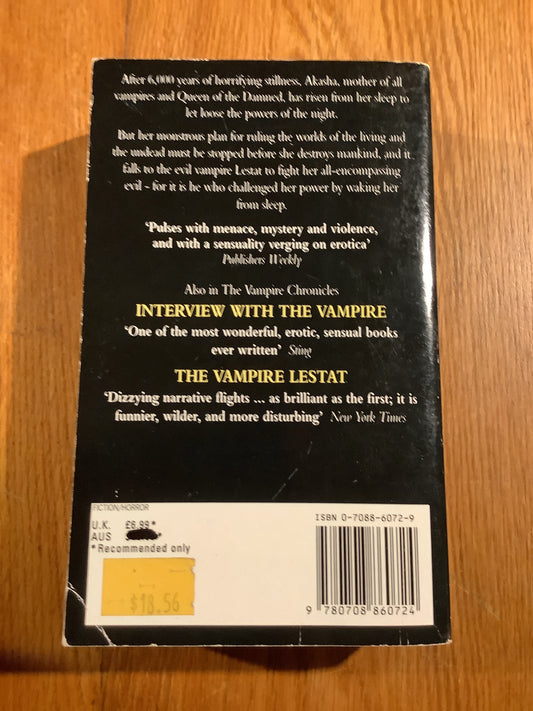 After 6,000 years of horrifying stillness, Akasha, mother of all
vampires and Queen of the Damned, has risen from her sleep to
let loose the powers of the night.
But her monstrous plan for ruling the worlds of the living and
the undead must be stopped before she destroys mankind, and it
falls to the evil vampire Lestat to fight her all-encompassing
evil – for it is he who challenged her power by waking her
from sleep.
‘Pulses with menace, mystery and violence,
and with a sensuality verging on erotica’
Publishers Weekly
Also in The Vampire Chronicles
INTERVIEW WITH THE VAMPIRE
‘One of the most wonderful, erotic, sensual books
ever written’ Sting
THE VAMPIRE LESTAT
‘Dizzying narrative flights ... as brilliant as the first; it is
funnier, wilder, and more disturbing’ New York Times
FICTION/HORROR
U.K. £6.99*
AUS
*Recommended only
$18.56
ISBN 0-7088-6072-9
9 780708 860724